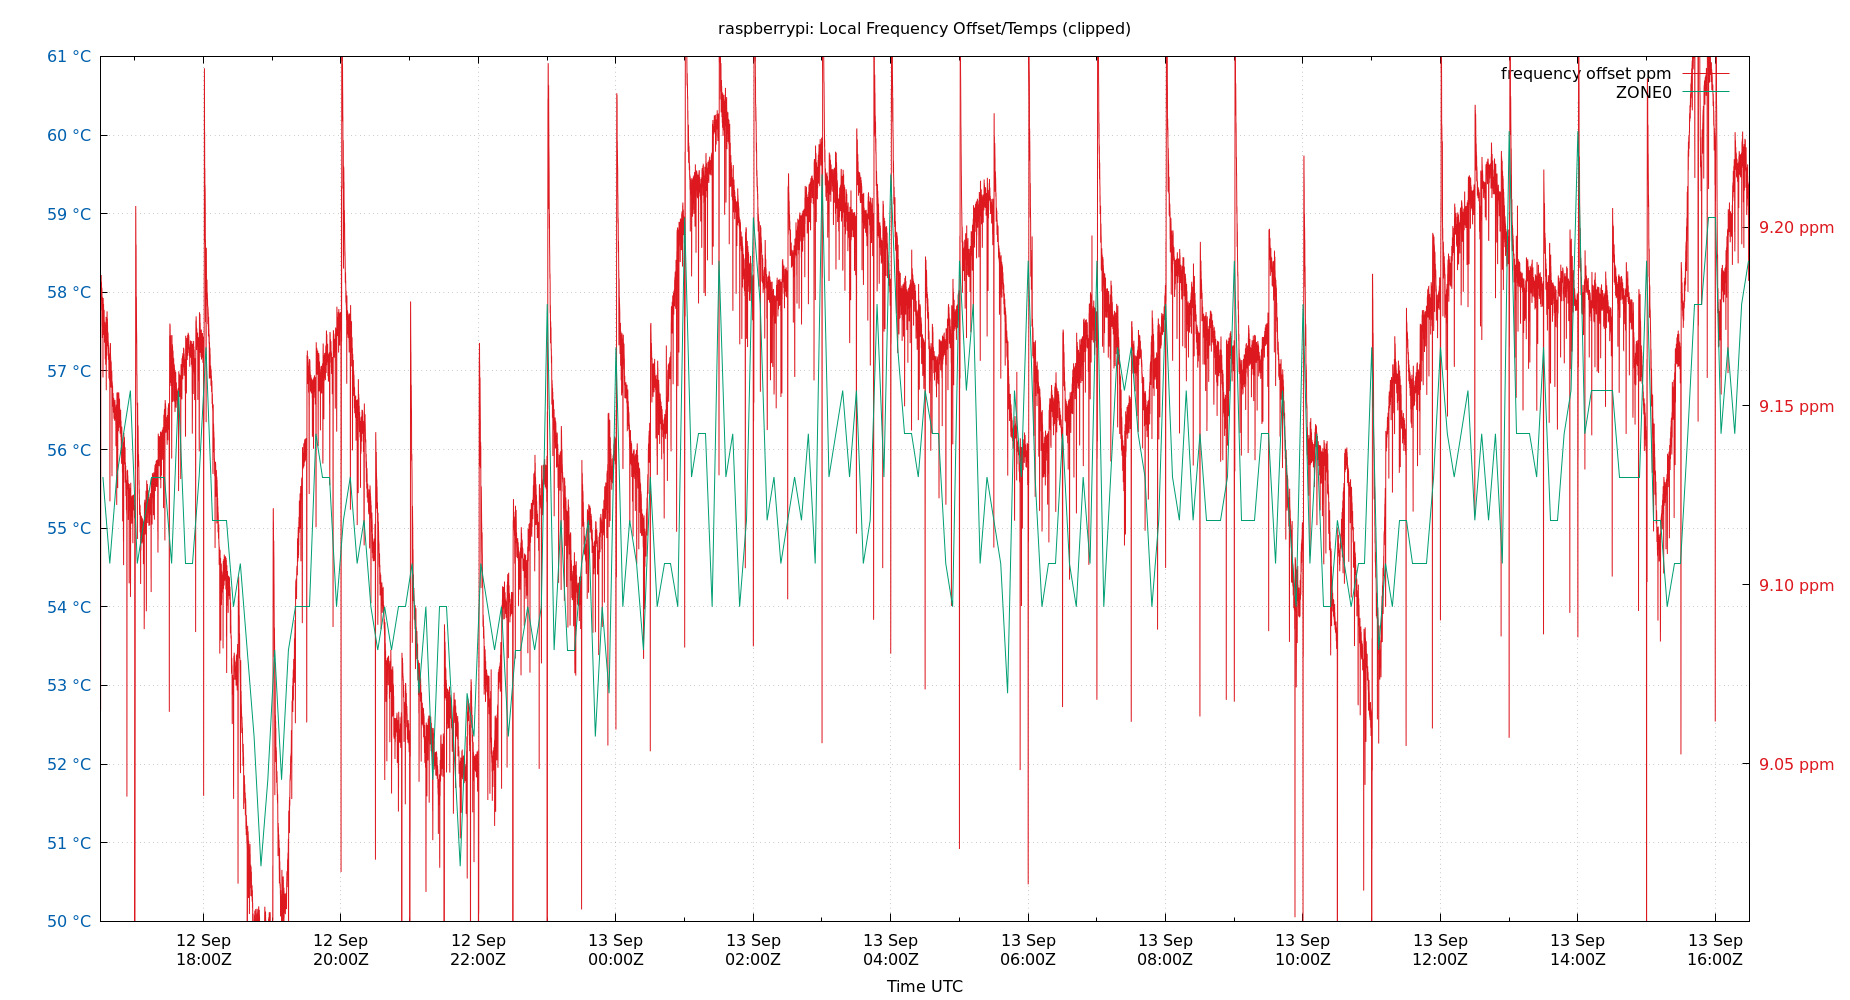 raspberrypi: Local Frequency Offset/Temps (clipped)
61 °C
60 °C
59 °C
58 °C
57 °C
56 °C
55 °C
54 °C
53 °C
52 °C
51 °C
50 °C
frequency offset ppm
ZONE0
9.20 ppm
9.15 ppm
9.10 ppm
9.05 ppm
12 Sep 12 Sep 12 Sep 13 Sep 13 Sep 13 Sep 13 Sep 13 Sep 13 Sep 13 Sep 13 Sep 13 Sep
18:00Z 20:00Z 22:00Z 00:00Z 02:00Z 04:00Z 06:00Z 08:00Z 10:00Z 12:00Z 14:00Z 16:00Z
Time UTC